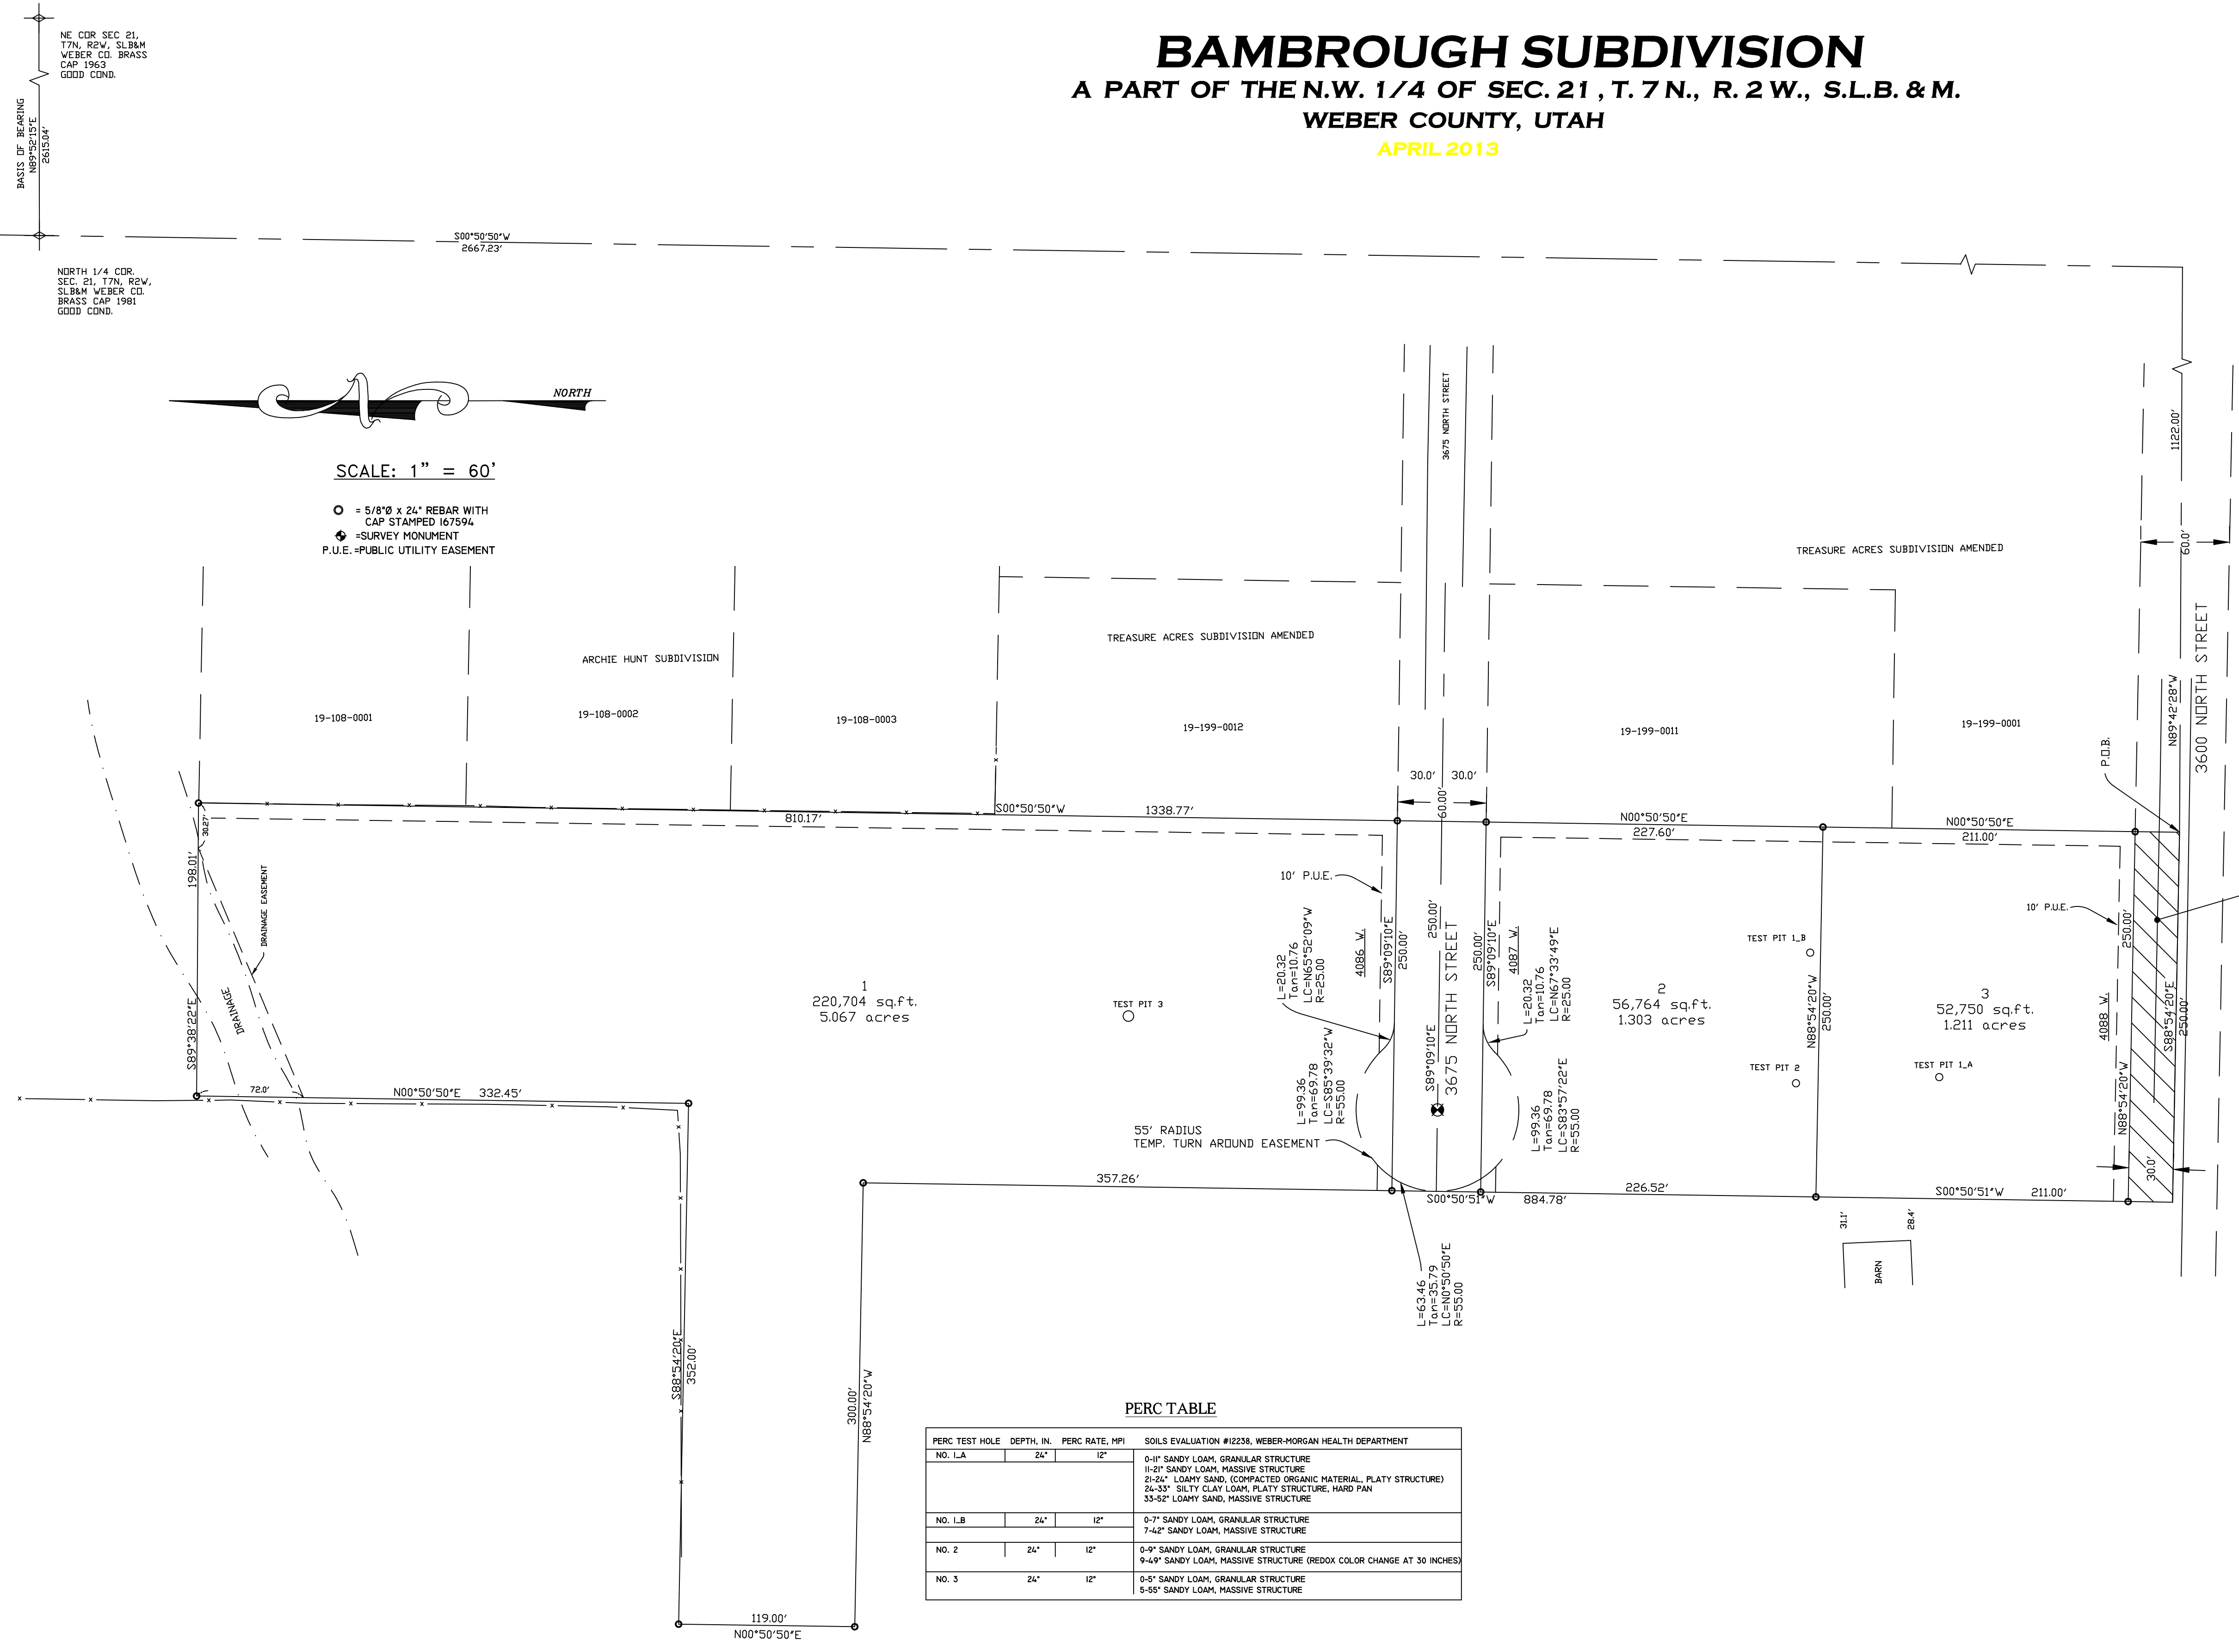 BAMBROUGH SUBDIVISION
A PART OF THE N.W. 1/4 OF SEC. 21 , T. 7 N., R. 2 W., S.L.B. & M.
WEBER COUNTY, UTAH
APRIL 2013
NE COR SEC 21,
T7N, R2W, SLB&M
WEBER CO. BRASS
CAP 1963
GOOD COND.
BASIS OF BEARING
N89°52'15"E
2615.04'
S00°50'50"W
2667.23'
NORTH 1/4 COR.
SEC. 21, T7N, R2W,
SLB&M WEBER CO.
BRASS CAP 1981
GOOD COND.
NORTH
SCALE: 1" = 60'
= 5/8"Ø x 24" REBAR WITH
CAP STAMPED 167594
=SURVEY MONUMENT
P.U.E. =PUBLIC UTILITY EASEMENT
3675 NORTH STREET
1122.00'
TREASURE ACRES SUBDIVISION AMENDED
60.0'
3600 NORTH STREET
N89°42'28"W
ARCHIE HUNT SUBDIVISION
TREASURE ACRES SUBDIVISION AMENDED
19-108-0001
19-108-0002
19-108-0003
19-199-0012
19-199-0011
19-199-0001
P.O.B.
30.0' 30.0'
60.00'
S00°50'50"W 1338.77'
810.17'
N00°50'50"E
227.60'
N00°50'50"E
211.00'
30.27'
198.01'
S89°38'22"E
DRAINAGE EASEMENT
DRAINAGE
72.0'
N00°50'50"E 332.45'
1
220,704 sq.ft.
5.067 acres
TEST PIT 3
10' P.U.E.
L=20.32
Tan=10.76
LC=N65°52'09"W
R=25.00
4086 W.
S89°09'10"E
250.00'
250.00'
3675 NORTH STREET
S89°09'10"E
250.00'
S89°09'10"E
4087 W.
L=20.32
Tan=10.76
LC=N67°33'49"E
R=25.00
L=99.36
Tan=69.78
LC=S85°39'32"W
R=55.00
L=99.36
Tan=69.78
LC=S83°57'22"E
R=55.00
55' RADIUS
TEMP. TURN AROUND EASEMENT
2
56,764 sq.ft.
1.303 acres
TEST PIT 1_B
TEST PIT 2
N88°54'20"W
250.00'
3
52,750 sq.ft.
1.211 acres
TEST PIT 1_A
10' P.U.E.
250.00'
4088 W.
N88°54'20"W
S88°54'20"E
250.00'
30.0'
357.26'
S00°50'51"W 884.78'
226.52'
S00°50'51"W 211.00'
31.1'
28.4'
BARN
L=63.46
Tan=35.79
LC=N0°50'50"E
R=55.00
S88°54'20"E
352.00'
300.00'
N88°54'20"W
119.00'
N00°50'50"E
PERC TABLE
PERC TEST HOLE DEPTH, IN. PERC RATE, MPI SOILS EVALUATION #12238, WEBER-MORGAN HEALTH DEPARTMENT
NO. 1_A 24" 12"
0-11" SANDY LOAM, GRANULAR STRUCTURE
11-21" SANDY LOAM, MASSIVE STRUCTURE
21-24" LOAMY SAND, (COMPACTED ORGANIC MATERIAL, PLATY STRUCTURE)
24-33" SILTY CLAY LOAM, PLATY STRUCTURE, HARD PAN
33-52" LOAMY SAND, MASSIVE STRUCTURE
NO. 1_B 24" 12" 0-7" SANDY LOAM, GRANULAR STRUCTURE
7-42" SANDY LOAM, MASSIVE STRUCTURE
NO. 2 24" 12" 0-9" SANDY LOAM, GRANULAR STRUCTURE
9-49" SANDY LOAM, MASSIVE STRUCTURE (REDOX COLOR CHANGE AT 30 INCHES)
NO. 3 24" 12" 0-5" SANDY LOAM, GRANULAR STRUCTURE
5-55" SANDY LOAM, MASSIVE STRUCTURE